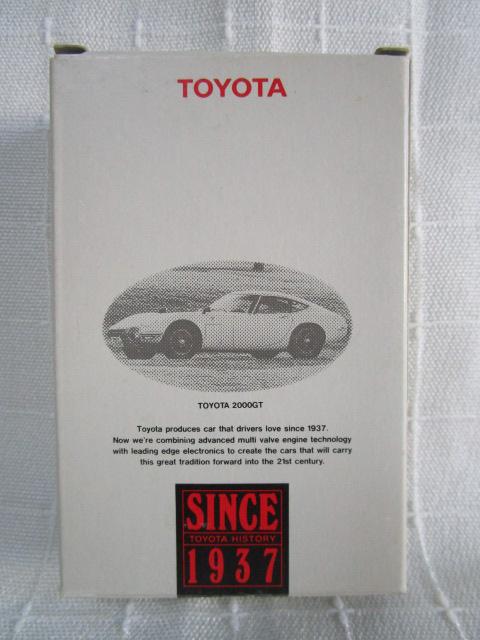 TOYOTA
TOYOTA 2000GT
Toyota produces car that drivers love since 1937.
Now we're combining advanced multi valve engine technology
with leading edge electronics to create the cars that will carry
this great tradition forward into the 21st century.
SINCE
TOYOTA HISTORY
1937